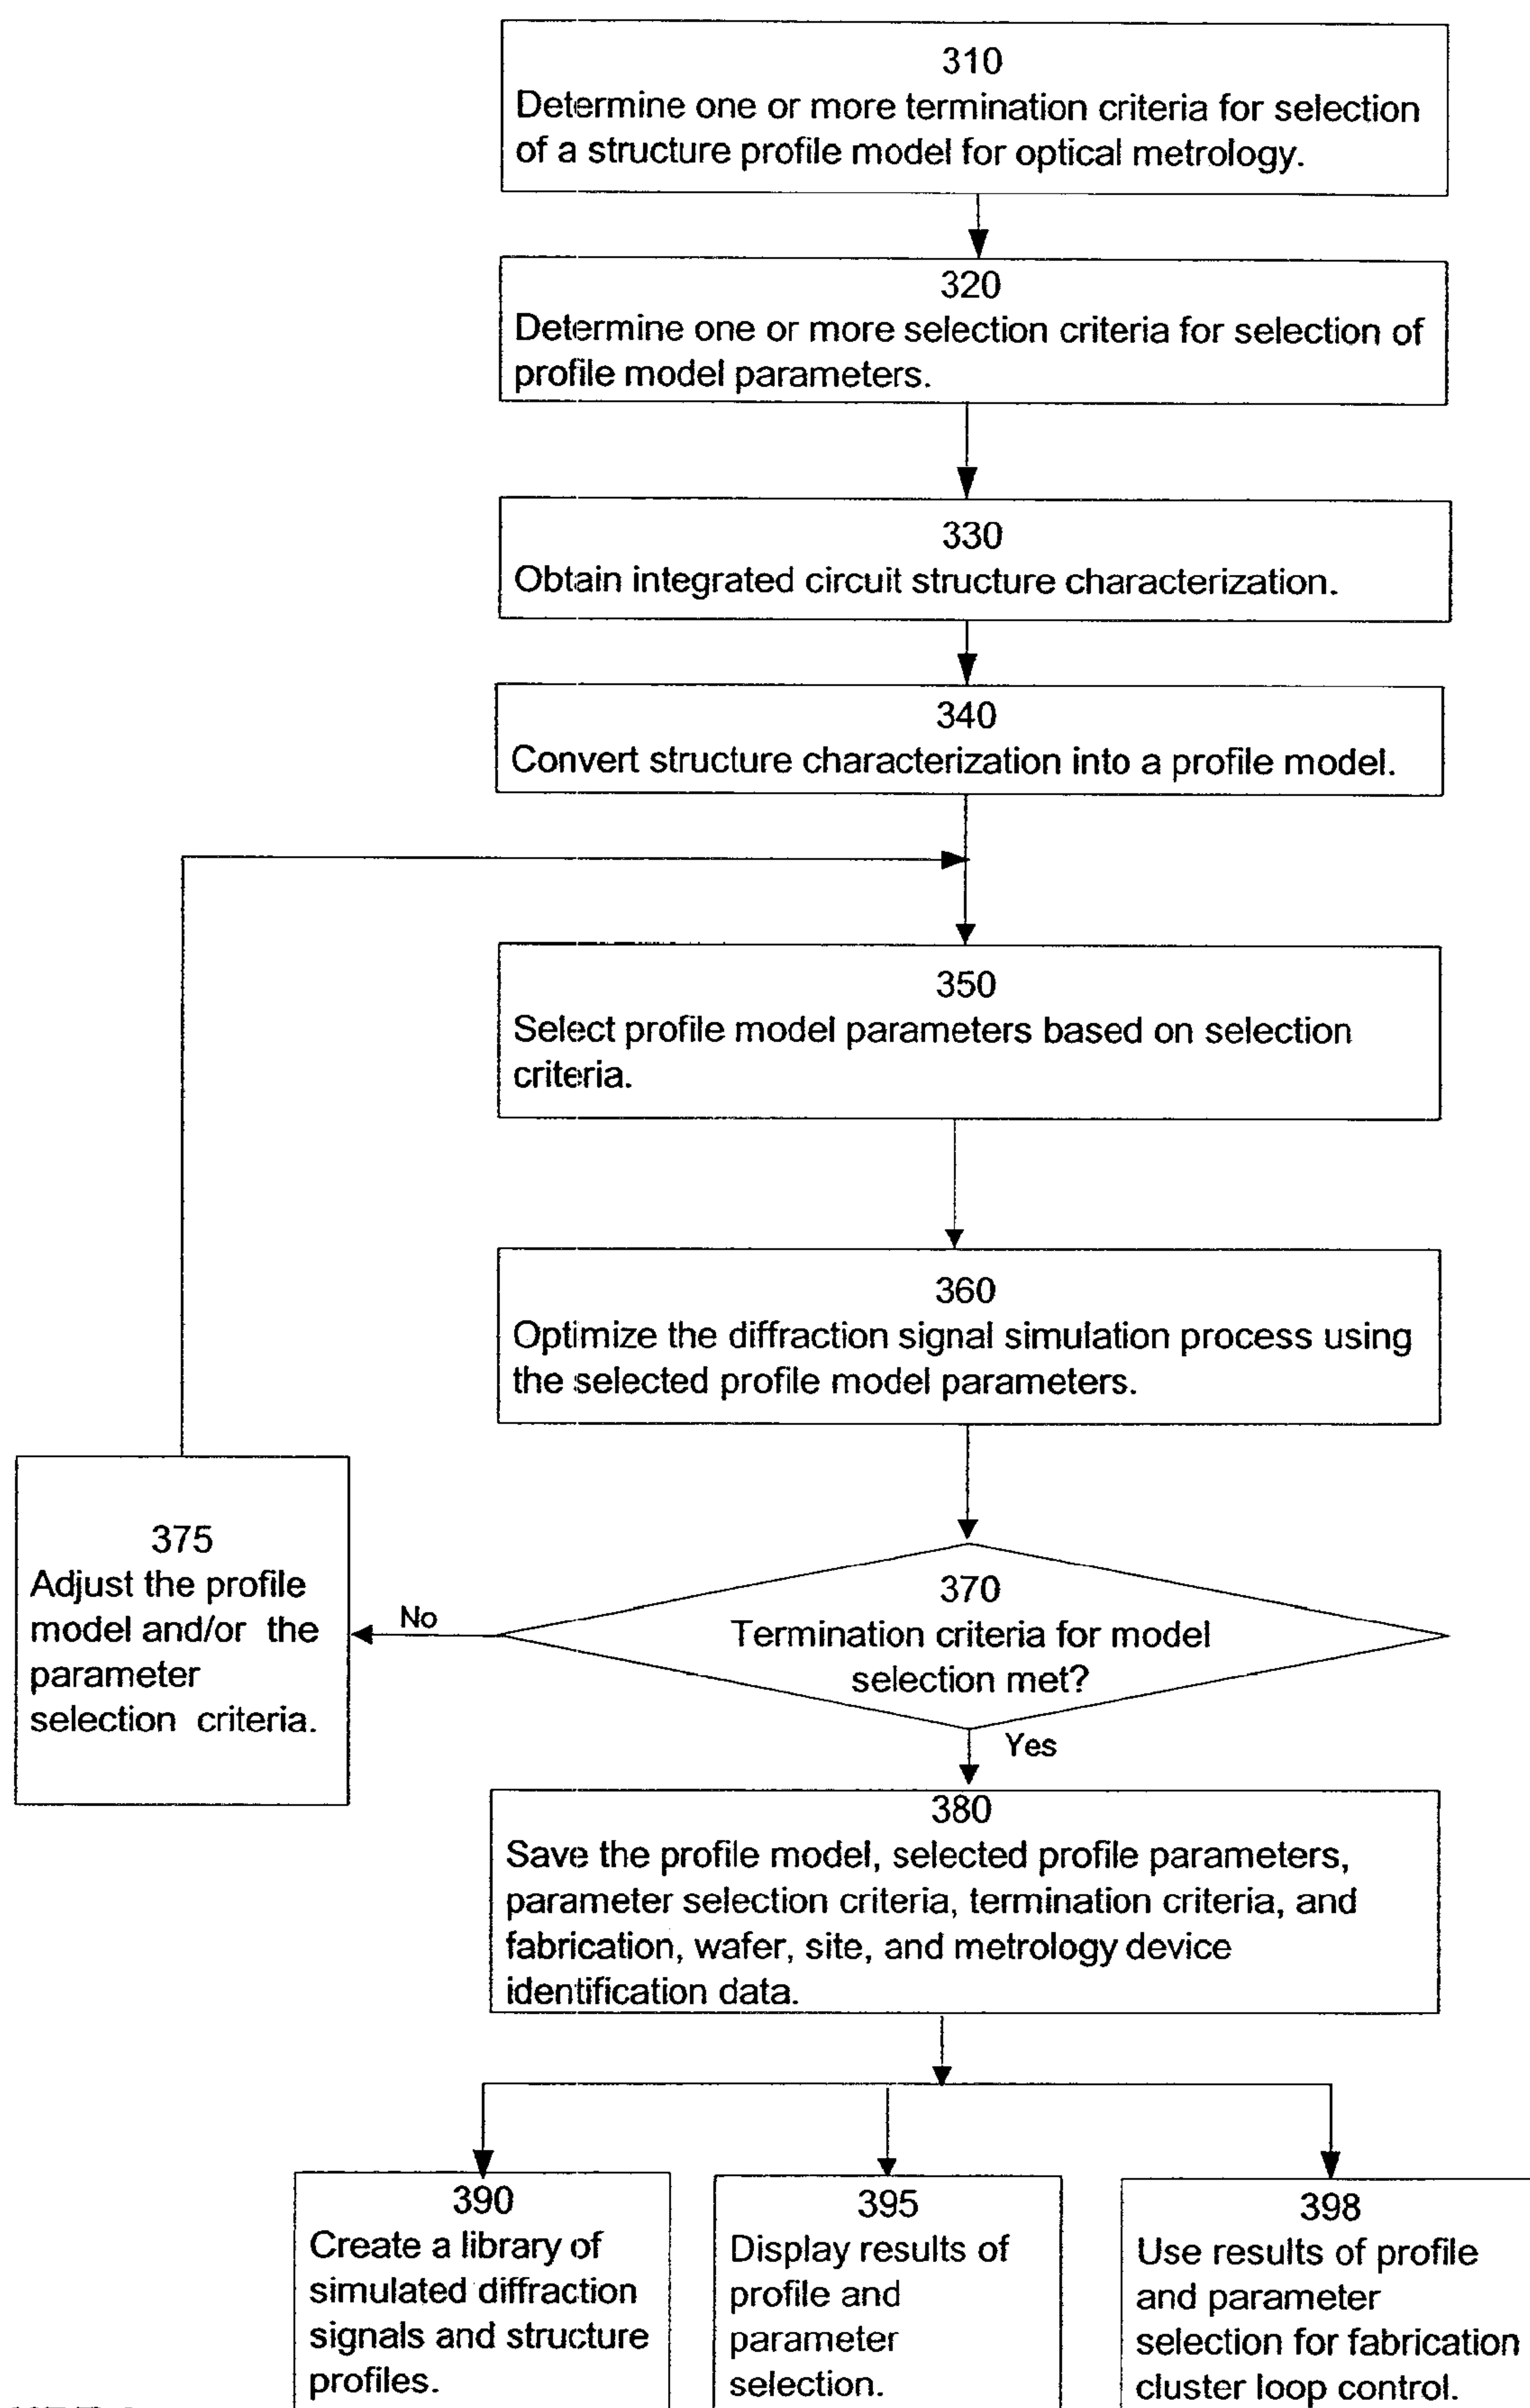 310
Determine one or more termination criteria for selection
of a structure profile model for optical metrology.
320
Determine one or more selection criteria for selection of
profile model parameters.
330
Obtain integrated circuit structure characterization.
340
Convert structure characterization into a profile model.
350
Select profile model parameters based on selection
criteria.
360
Optimize the diffraction signal simulation process using
the selected profile model parameters.
375
Adjust the profile
model and/or the
parameter
selection criteria.
No
370
Termination criteria for model
selection met?
Yes
380
Save the profile model, selected profile parameters,
parameter selection criteria, termination criteria, and
fabrication, wafer, site, and metrology device
identification data.
390
Create a library of
simulated diffraction
signals and structure
profiles.
395
Display results of
profile and
parameter
selection.
398
Use results of profile
and parameter
selection for fabrication
cluster loop control.